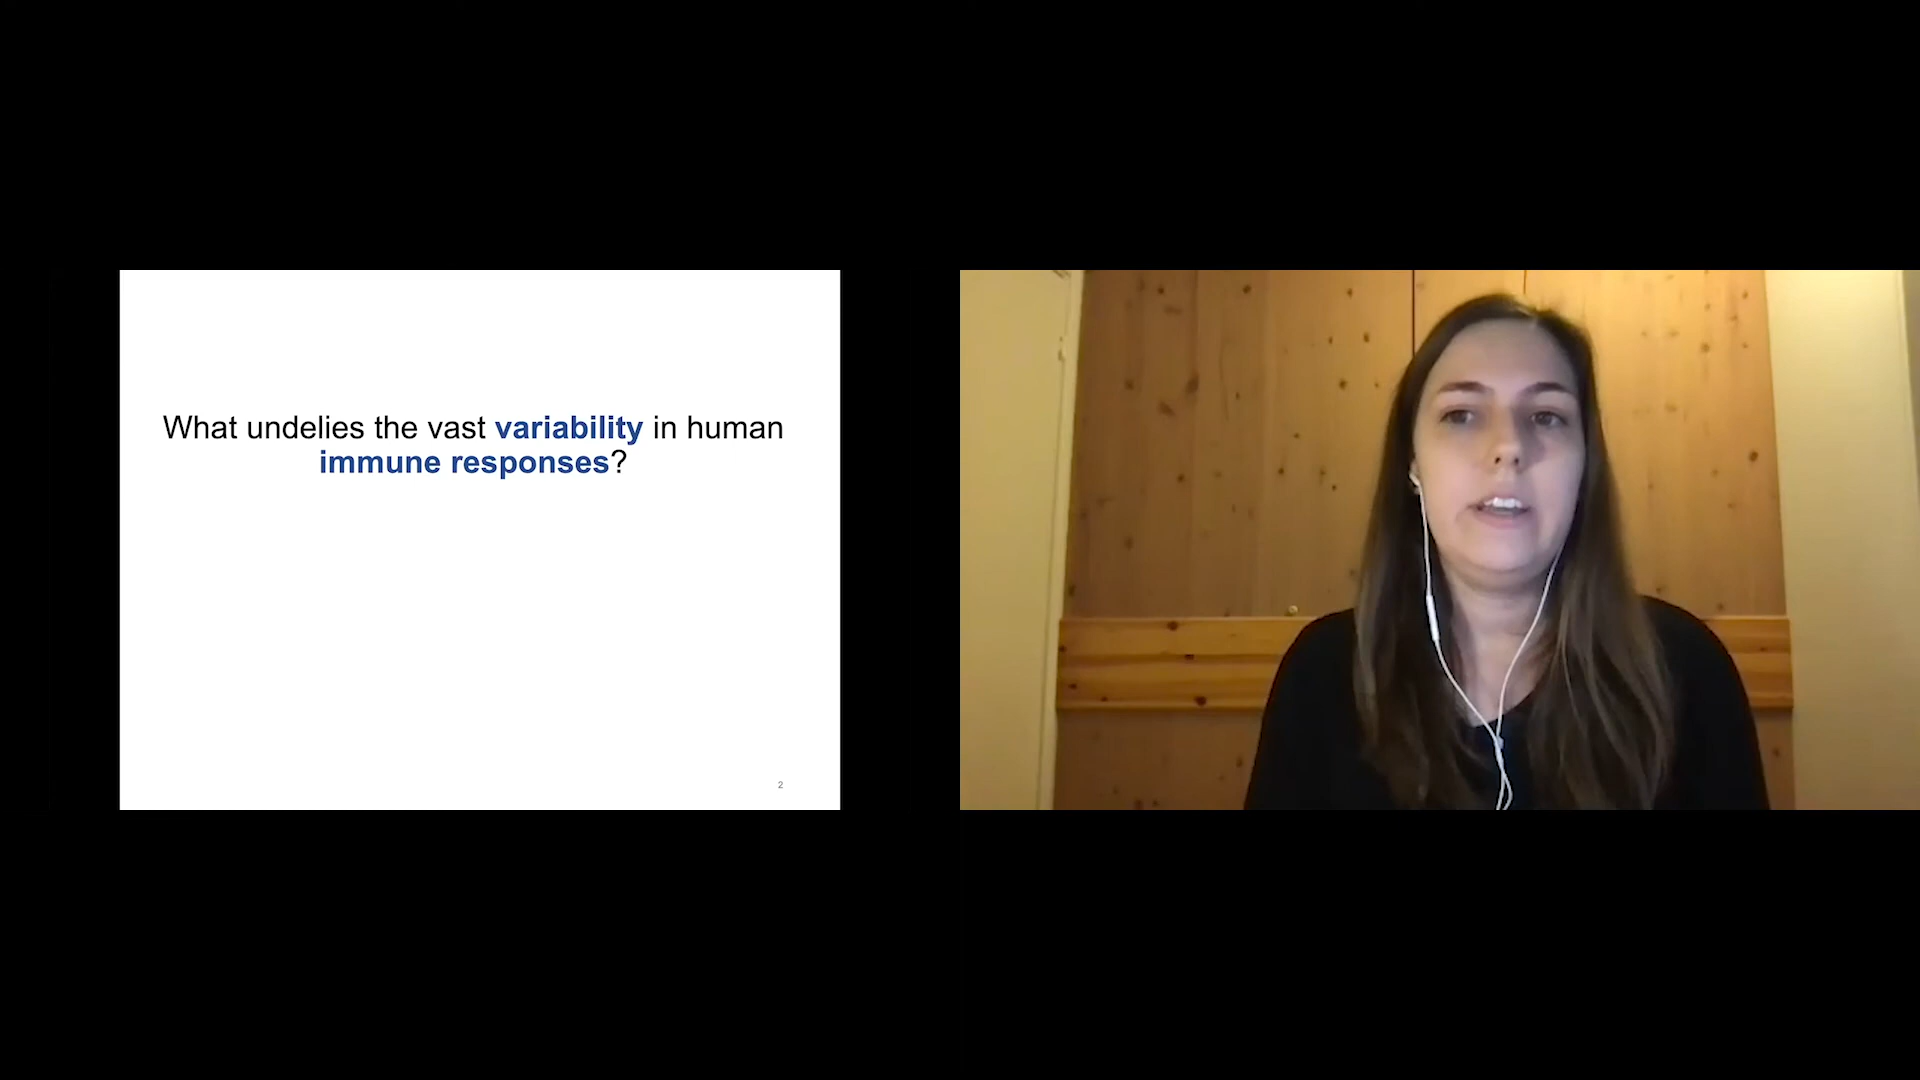 What undelies the vast variability in human
immune responses?
2